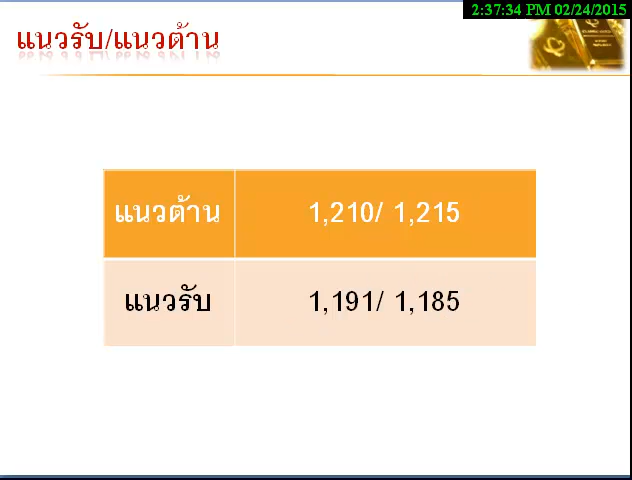 2:37:34 PM 02/24/2015
แนวรับ/แนวต้าน
แนวต้าน 1,210/ 1,215
แนวรับ 1,191/ 1,185